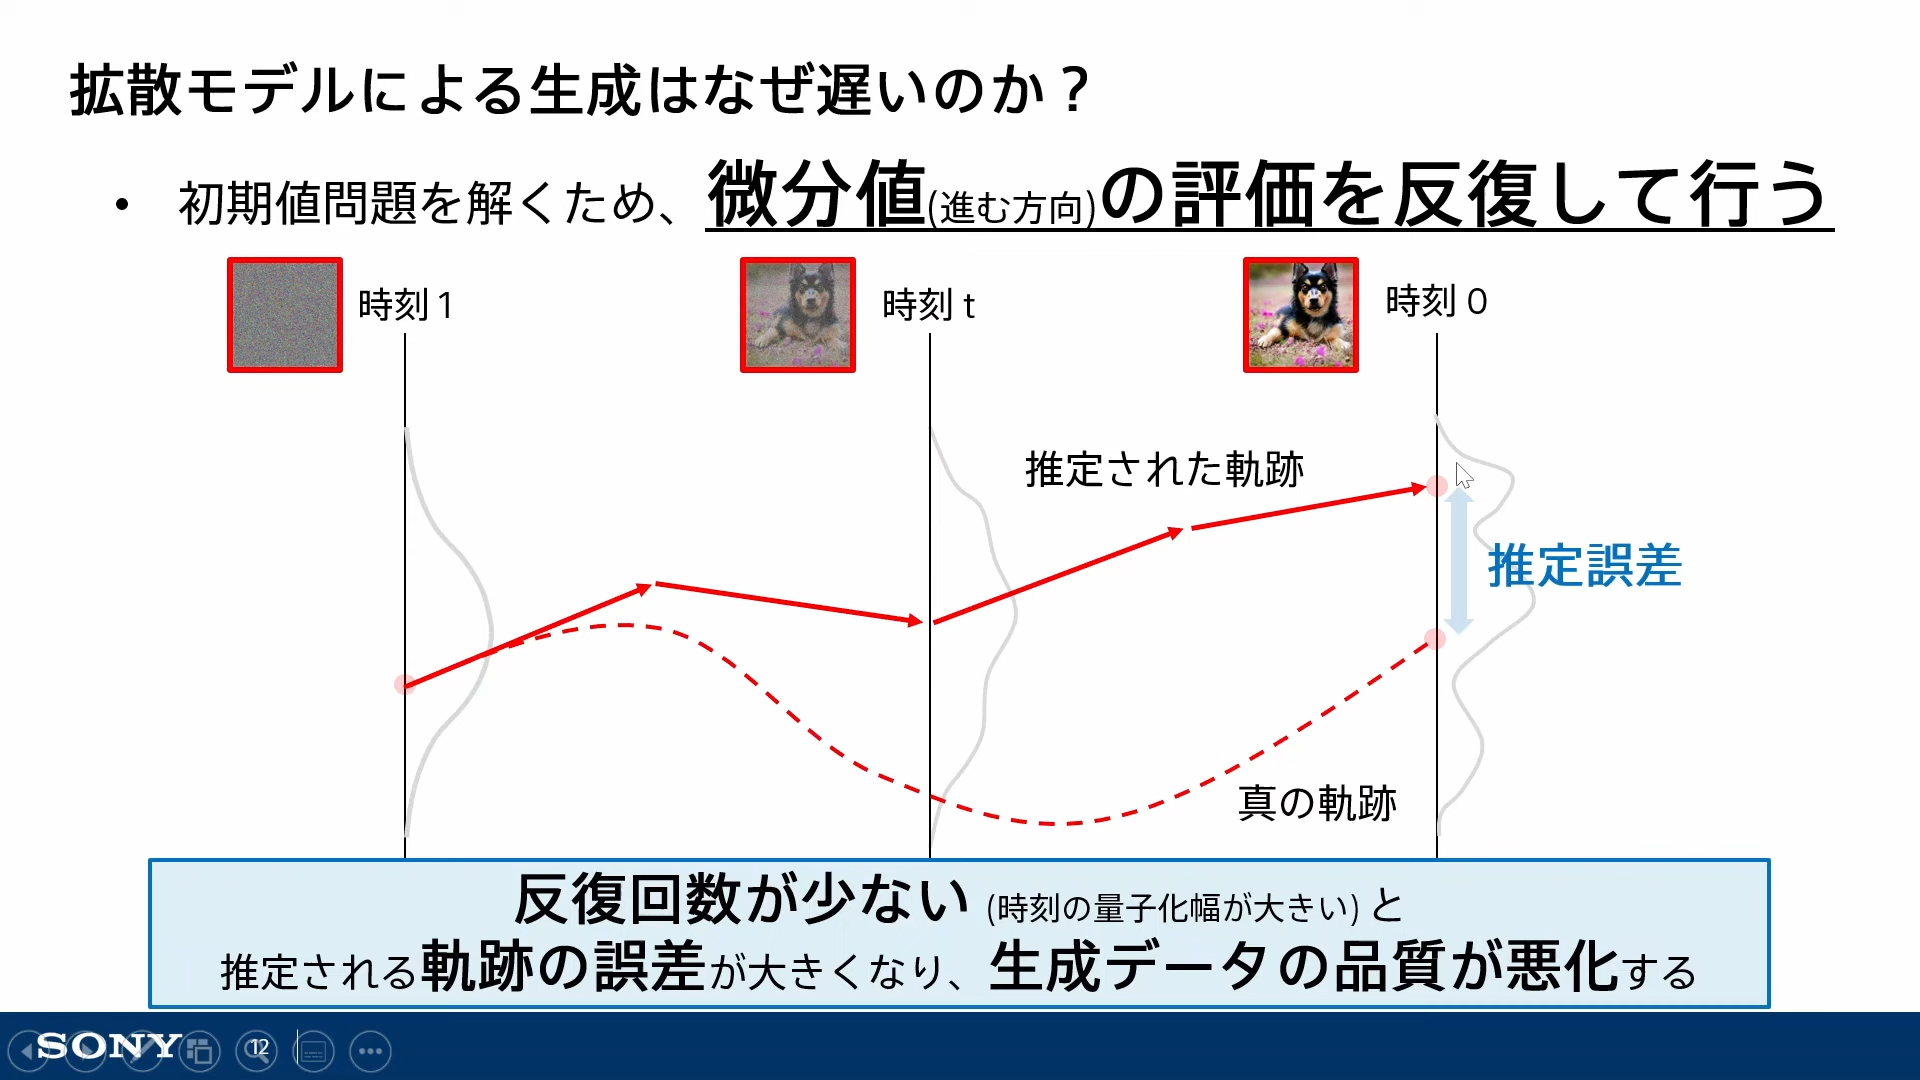 拡散モデルによる生成はなぜ遅いのか？
• 初期値問題を解くため、微分値(進む方向)の評価を反復して行う
時刻 1
時刻 t
時刻 0
推定された軌跡
推定誤差
真の軌跡
反復回数が少ない (時刻の量子化幅が大きい) と
推定される軌跡の誤差が大きくなり、生成データの品質が悪化する
SONY
12